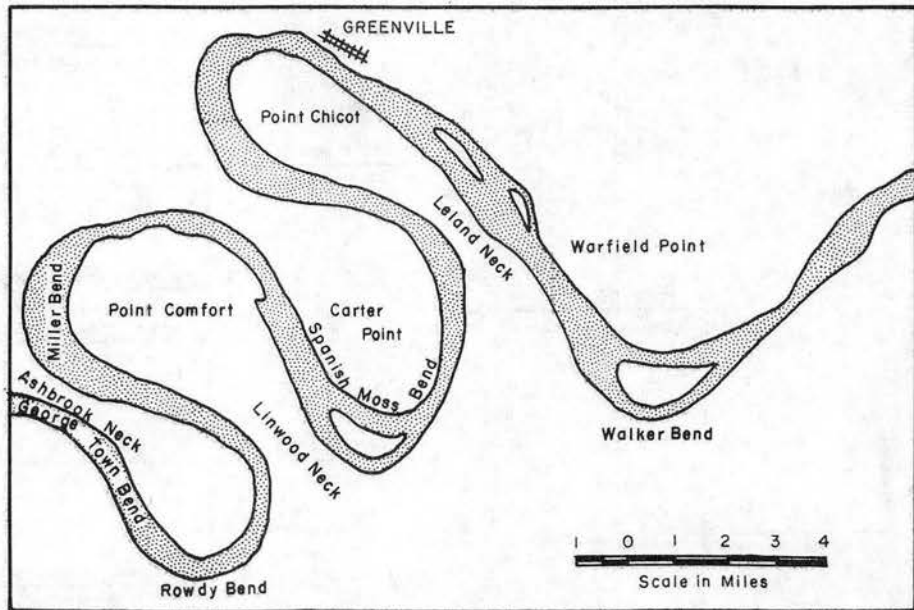 GREENVILLE
Point Chicot
Leland Neck
Warfield Point
Miller Bend
Point Comfort
Carter
Point
Spanish Moss Bend
Ashbrook Neck
George Town Bend
Linwood Neck
Walker Bend
Rowdy Bend
1 0 1 2 3 4
Scale in Miles